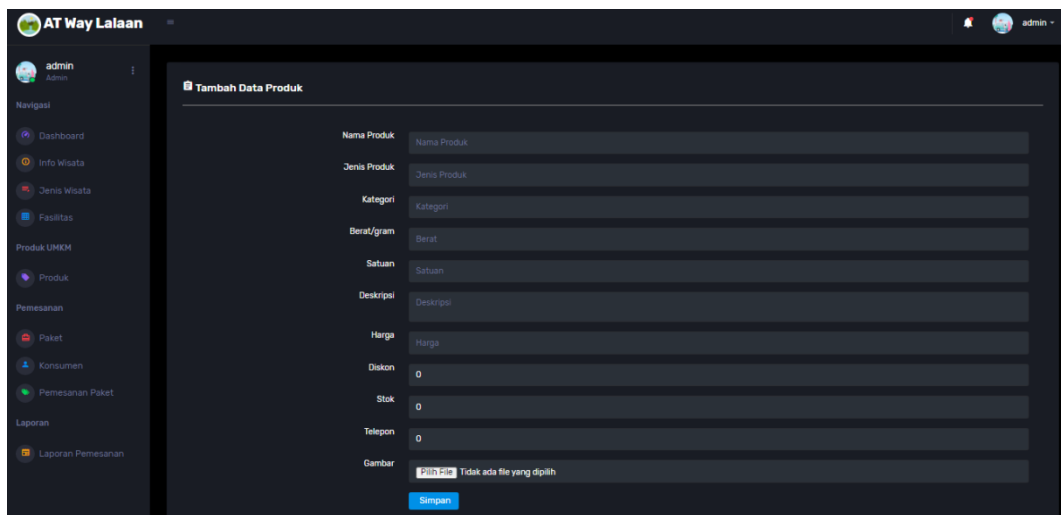 AT Way Lalaan
admin
admin
Admin
Navigasi
Dashboard
Info Wisata
Jenis Wisata
Fasilitas
Produk UMKM
Produk
Pemesanan
Paket
Konsumen
Pemesanan Paket
Laporan
Laporan Pemesanan
Tambah Data Produk
Nama Produk Nama Produk
Jenis Produk Jenis Produk
Kategori Kategori
Berat/gram Berat
Satuan Satuan
Deskripsi Deskripsi
Harga Harga
Diskon 0
Stok 0
Telepon 0
Gambar Pilih File Tidak ada file yang dipilih
Simpan